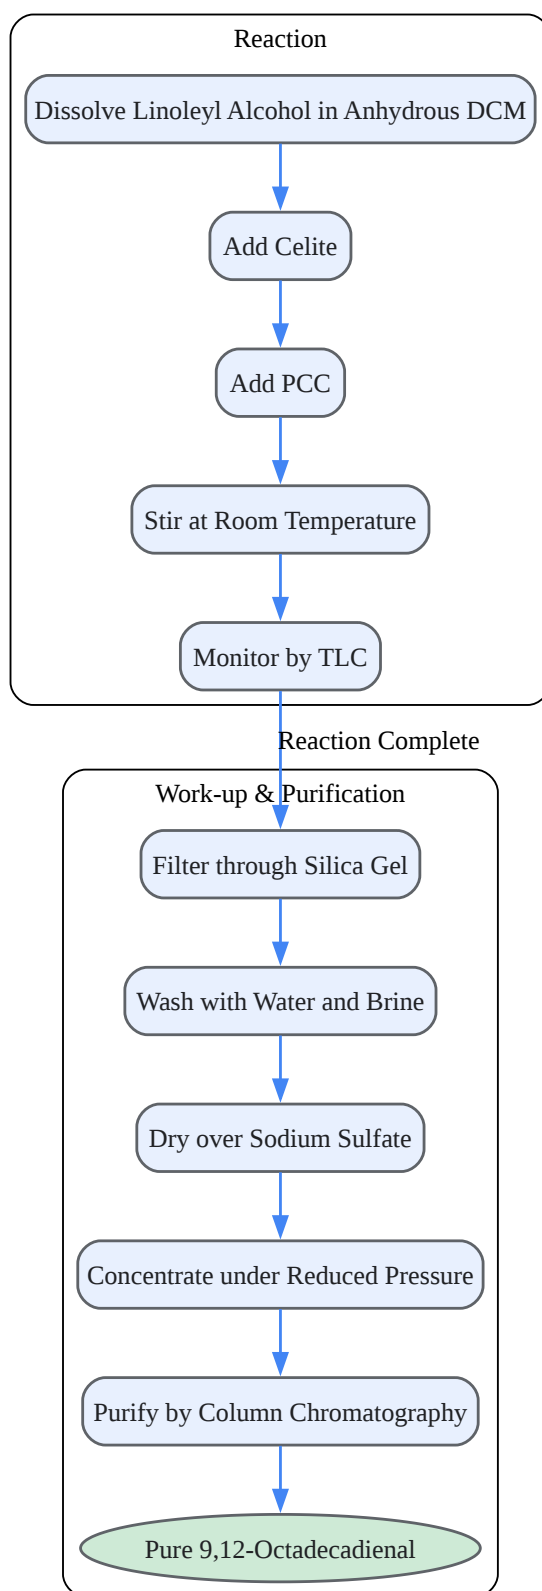 Reaction
Dissolve Linoleyl Alcohol in Anhydrous DCM
Add Celite
Add PCC
Stir at Room Temperature
Monitor by TLC
Reaction Complete
Work-up & Purification
Filter through Silica Gel
Wash with Water and Brine
Dry over Sodium Sulfate
Concentrate under Reduced Pressure
Purify by Column Chromatography
Pure 9,12-Octadecadienal